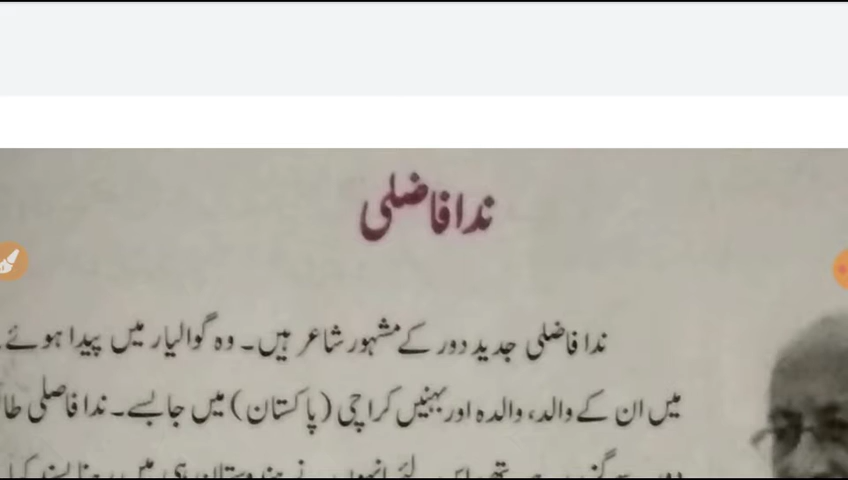 ندا فاضلی
ندا فاضلی جدید دور کے مشہور شاعر ہیں۔ وہ گوالیار میں پیدا ہوئے۔
میں ان کے والد، والدہ اور بہنیں کراچی (پاکستان) میں جا بسے۔ ندا فاضلی